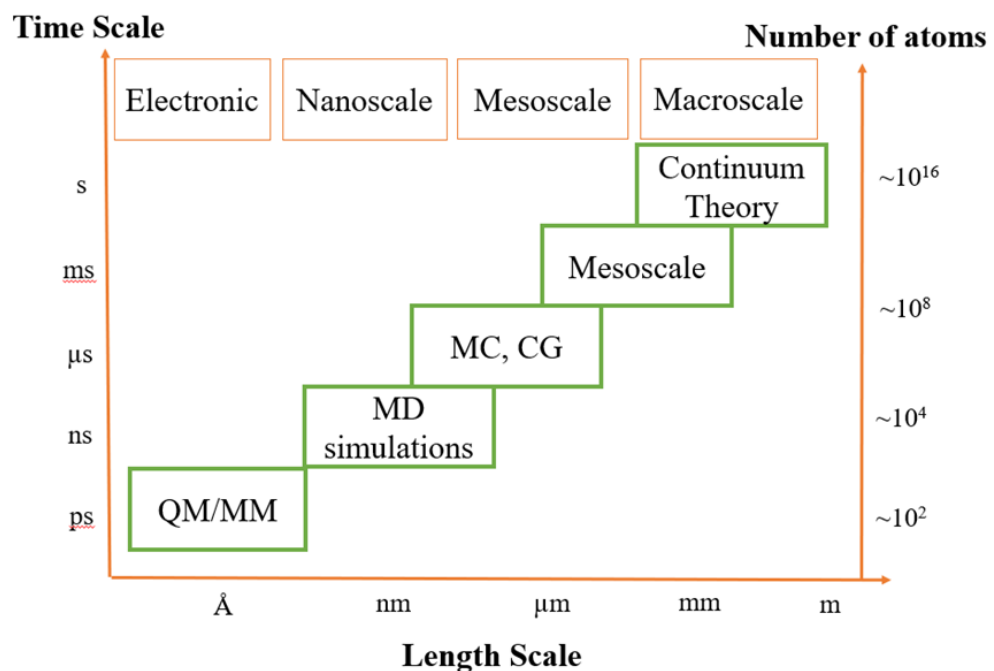 Time Scale
Number of atoms
Electronic
Nanoscale
Mesoscale
Macroscale
s
Continuum
Theory
~10¹⁶
ms
Mesoscale
~10⁸
µs
MC, CG
ns
MD
simulations
~10⁴
ps
QM/MM
~10²
Å
nm
µm
mm
m
Length Scale